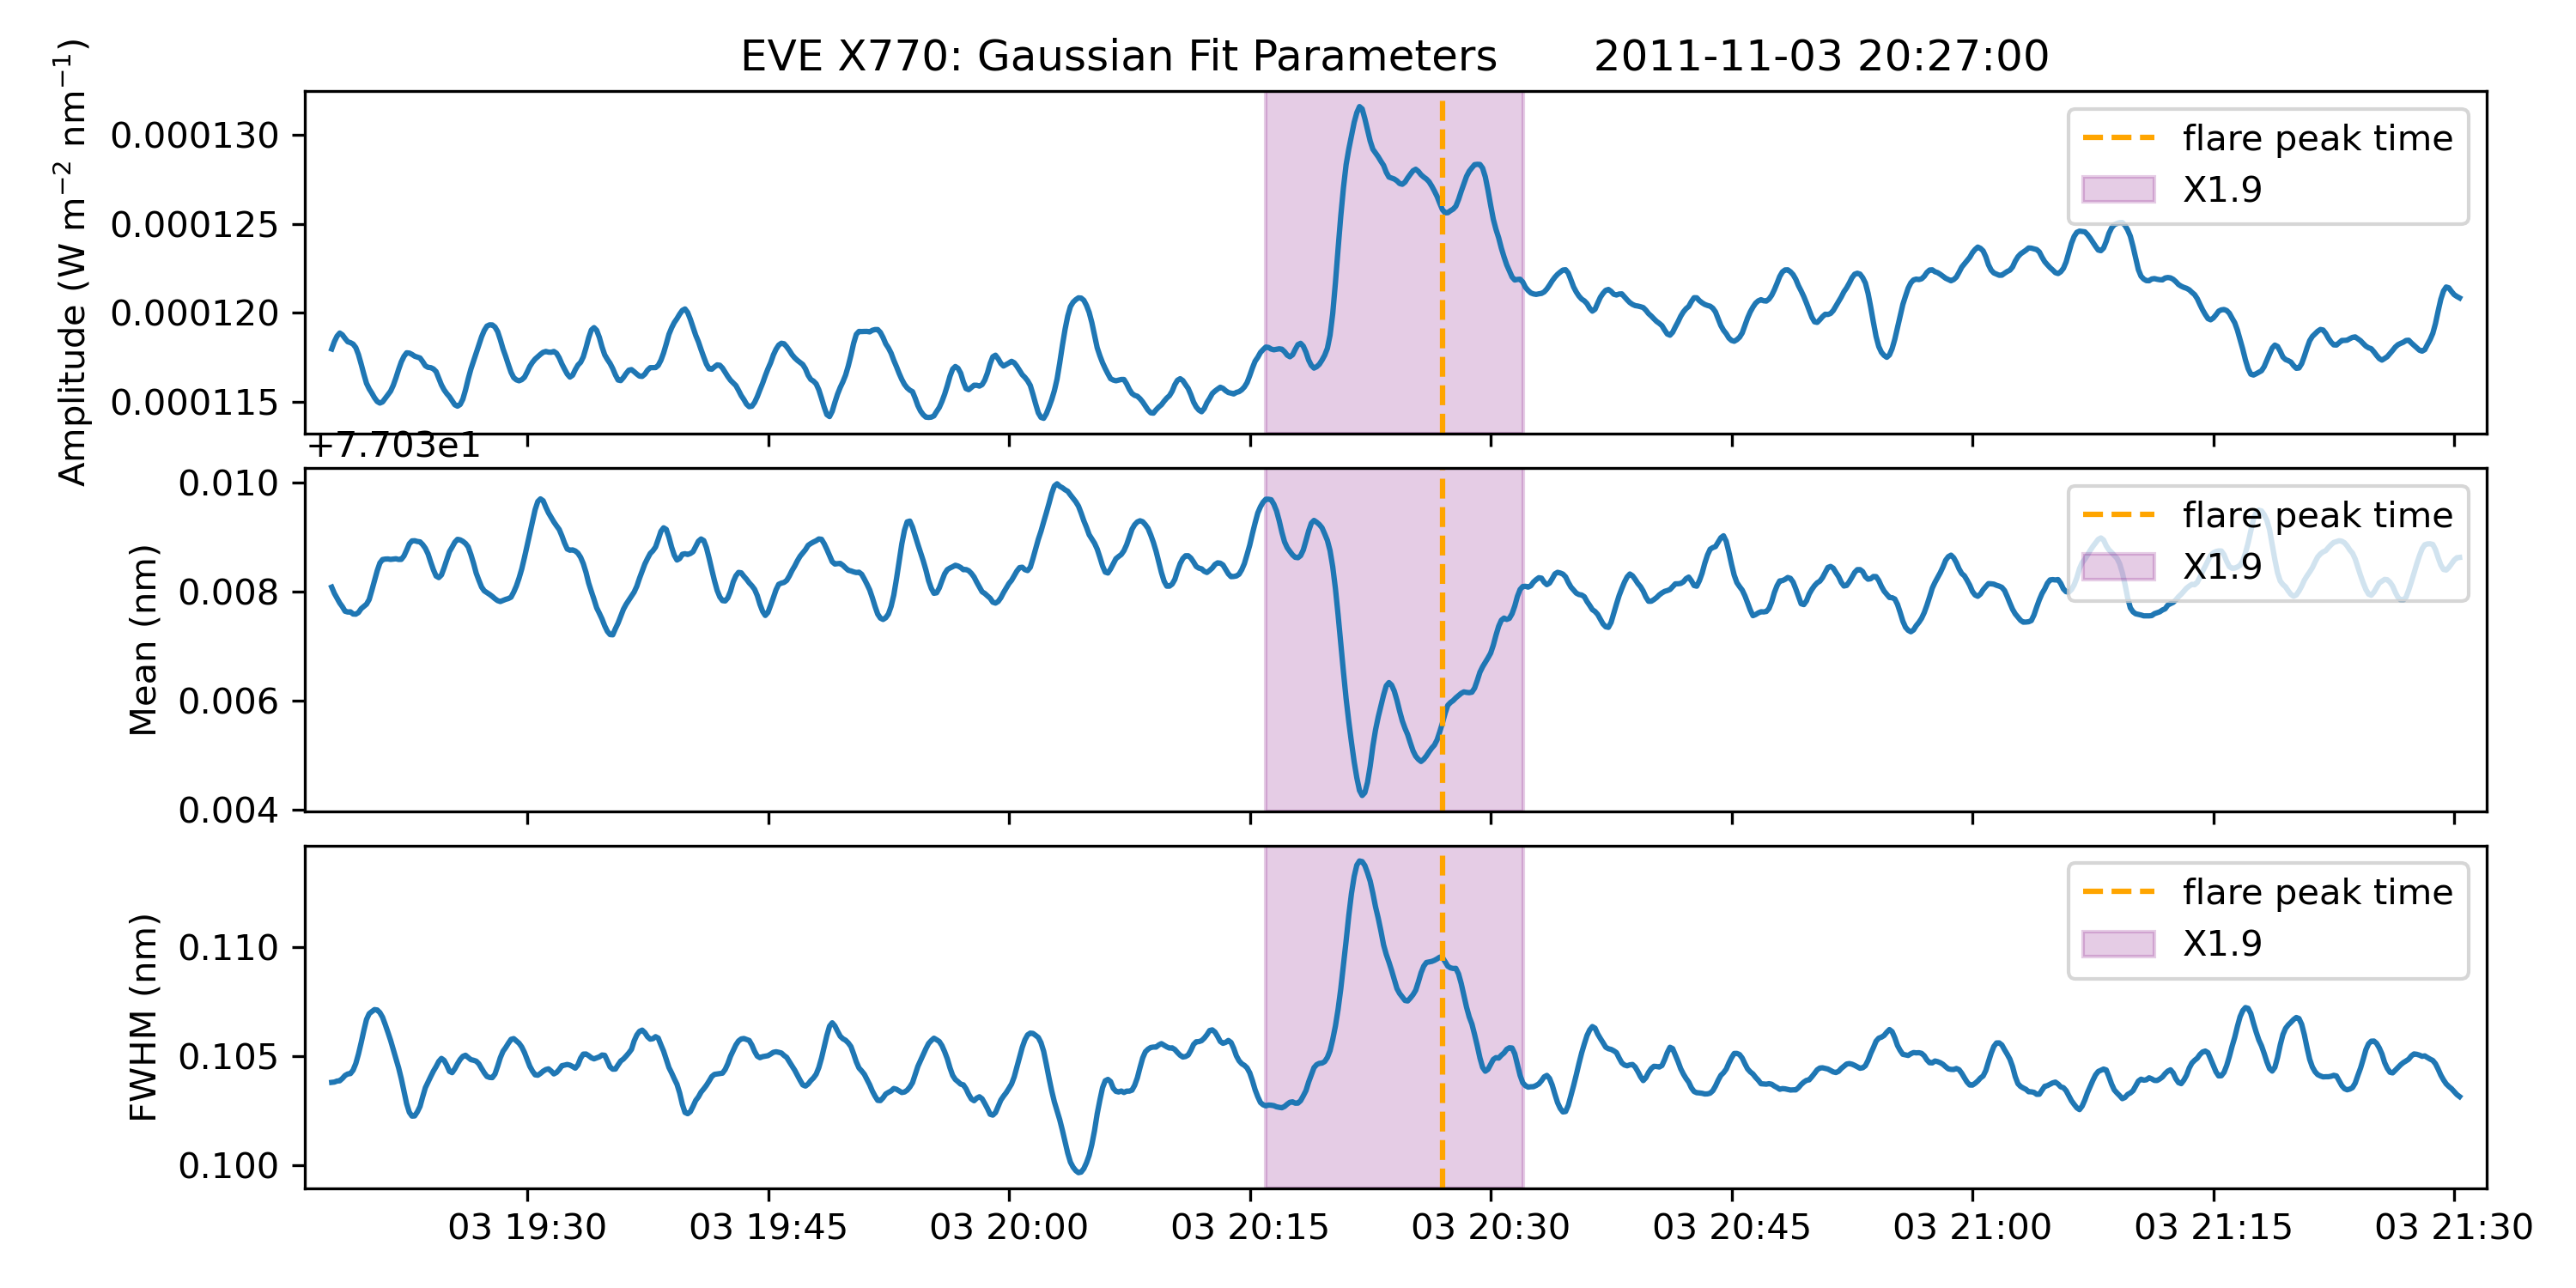 EVE X770: Gaussian Fit Parameters 2011-11-03 20:27:00
Amplitude (W m⁻² nm⁻¹)
0.000130
0.000125
0.000120
0.000115
flare peak time
X1.9
+7.703e1
Mean (nm)
0.010
0.008
0.006
0.004
flare peak time
X1.9
FWHM (nm)
0.110
0.105
0.100
flare peak time
X1.9
03 19:30 03 19:45 03 20:00 03 20:15 03 20:30 03 20:45 03 21:00 03 21:15 03 21:30